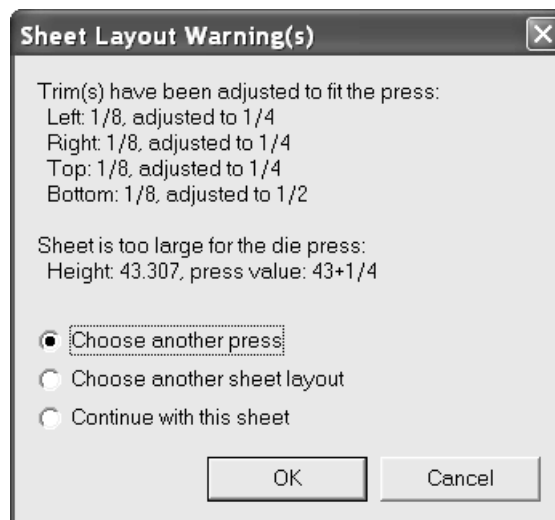 Sheet Layout Warning(s)
Trim(s) have been adjusted to fit the press:
Left: 1/8, adjusted to 1/4
Right: 1/8, adjusted to 1/4
Top: 1/8, adjusted to 1/4
Bottom: 1/8, adjusted to 1/2
Sheet is too large for the die press:
Height: 43.307, press value: 43+1/4
Choose another press
Choose another sheet layout
Continue with this sheet
OK
Cancel